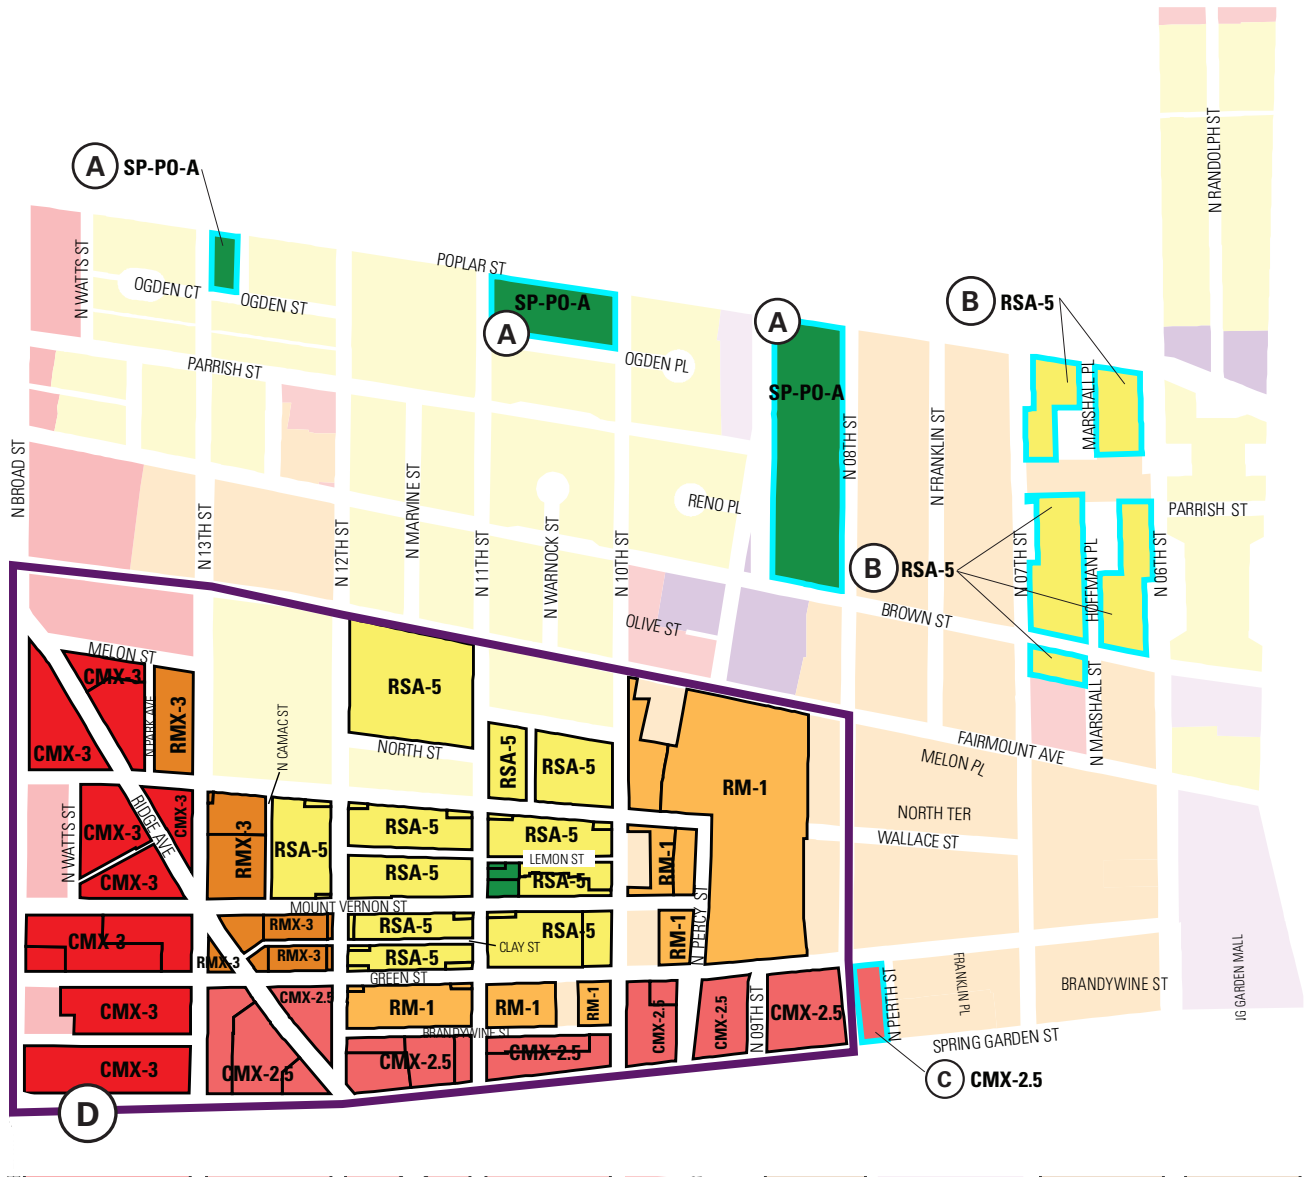 N RANDOLPH ST
A SP-PO-A
N WATTS ST
OGDEN CT
OGDEN ST
POPLAR ST
SP-PO-A
A
A
B RSA-5
PARRISH ST
OGDEN PL
SP-PO-A
MARSHALL PL
N BROAD ST
N 13TH ST
N 12TH ST
N MARVINE ST
N 11TH ST
N WARNOCK ST
N 10TH ST
RENO PL
N 08TH ST
N FRANKLIN ST
PARRISH ST
B RSA-5
N 07TH ST
HOFFMAN PL
N 06TH ST
OLIVE ST
BROWN ST
MELON ST
CMX-3
CMX-3
N PARK AVE
RMX-3
N CAMAC ST
RSA-5
NORTH ST
RSA-5
RSA-5
RM-1
N MARSHALL ST
FAIRMOUNT AVE
MELON PL
NORTH TER
WALLACE ST
N WATTS ST
CMX-3
RIDGE AVE
CMX-3
CMX-3
RMX-3
RSA-5
RSA-5
RSA-5
RSA-5
LEMON ST
RSA-5
RM-1
MOUNT VERNON ST
CMX-3
RMX-3
RMX-3
RMX-3
RSA-5
RSA-5
CLAY ST
RSA-5
RM-1
N PERCY ST
GREEN ST
CMX-3
CMX-2.5
RM-1
RM-1
RM-1
BRANDYWINE ST
CMX-2.5
CMX-2.5
N 09TH ST
CMX-2.5
N PERTH ST
FRANKLIN PL
BRANDYWINE ST
NG GARDEN MALL
CMX-3
CMX-2.5
CMX-2.5
CMX-2.5
SPRING GARDEN ST
C CMX-2.5
D